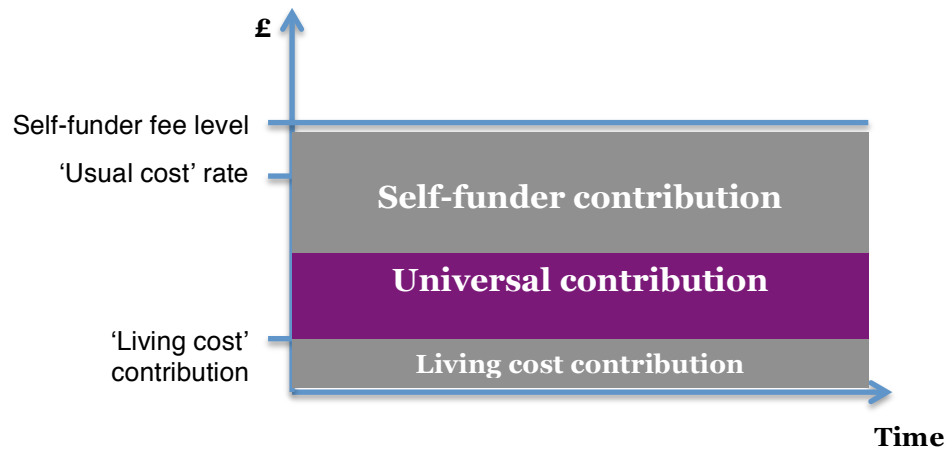 £
Self-funder fee level
‘Usual cost’ rate
Self-funder contribution
Universal contribution
‘Living cost’
contribution
Living cost contribution
Time